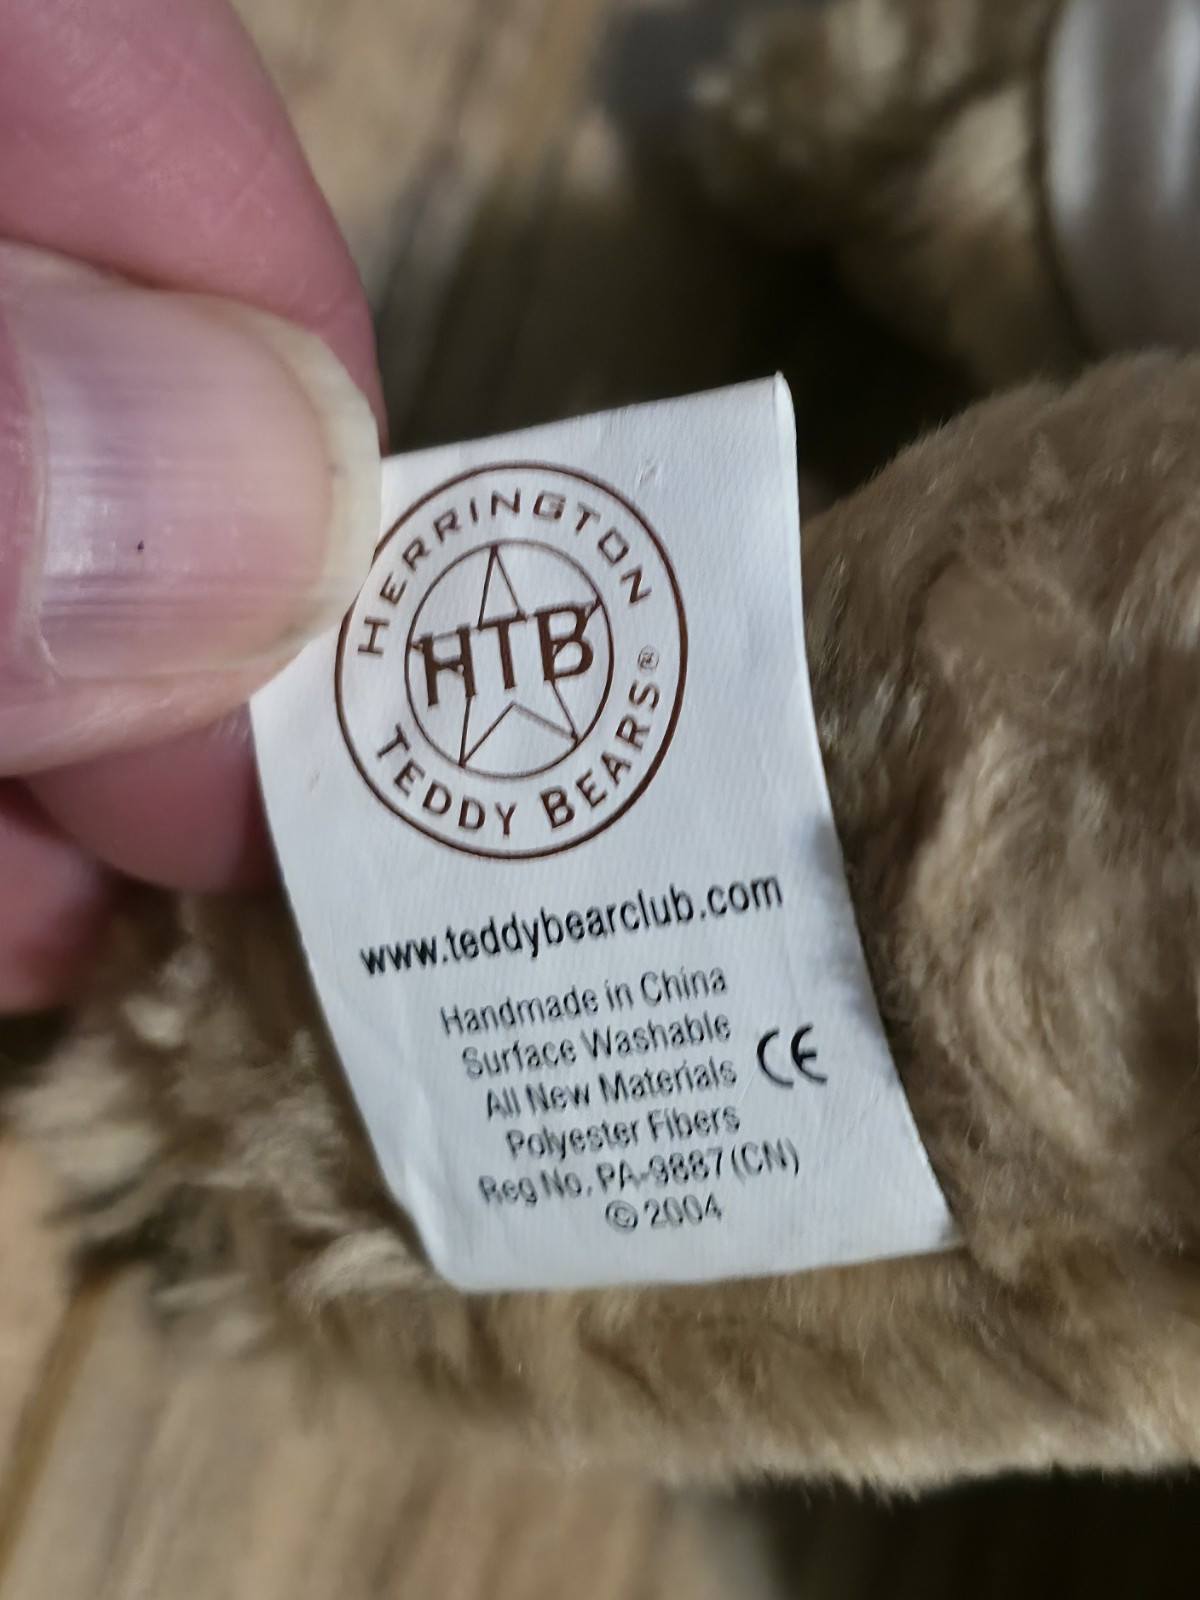 HERRINGTON
HTB
TEDDY BEARS®
www.teddybearclub.com
Handmade in China
Surface Washable
All New Materials
CE
Polyester Fibers
Reg No. PA-9887(CN)
© 2004